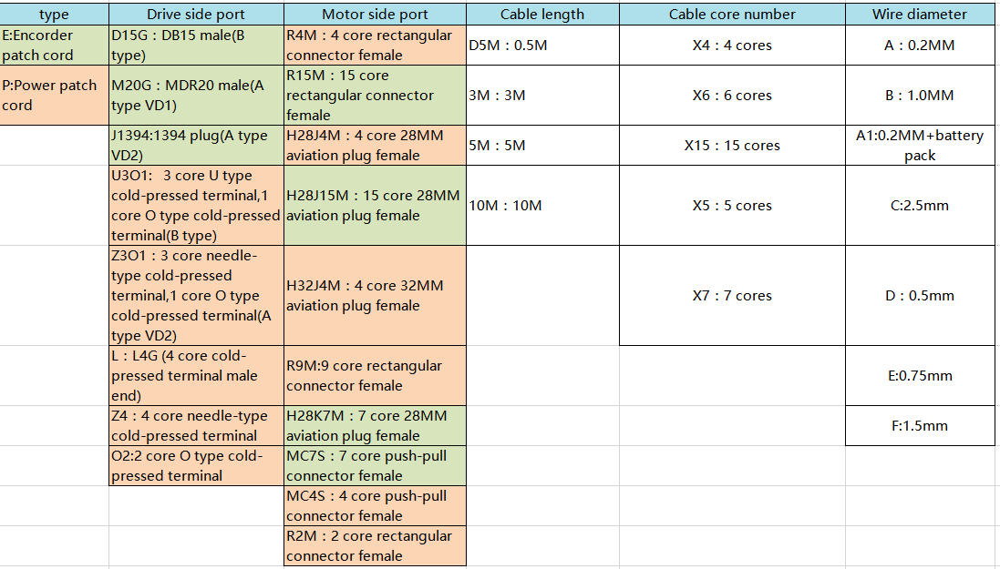 type
Drive side port
Motor side port
Cable length
Cable core number
Wire diameter
E:Encorder
patch cord
D15G：DB15 male(B
type)
R4M：4 core rectangular
connector female
D5M：0.5M
X4：4 cores
A：0.2MM
P:Power patch
cord
M20G：MDR20 male(A
type VD1)
R15M：15 core
rectangular connector
female
3M：3M
X6：6 cores
B：1.0MM
J1394:1394 plug(A type
VD2)
H28J4M：4 core 28MM
aviation plug female
5M：5M
X15：15 cores
A1:0.2MM+battery
pack
U3O1: 3 core U type
cold-pressed terminal,1
core O type cold-pressed
terminal(B type)
H28J15M：15 core 28MM
aviation plug female
10M：10M
X5：5 cores
C:2.5mm
Z3O1：3 core needle-
type cold-pressed
terminal,1 core O type
cold-pressed terminal(A
type VD2)
H32J4M：4 core 32MM
aviation plug female
X7：7 cores
D：0.5mm
L：L4G (4 core cold-
pressed terminal male
end)
R9M:9 core rectangular
connector female
E:0.75mm
Z4：4 core needle-type
cold-pressed terminal
H28K7M：7 core 28MM
aviation plug female
F:1.5mm
O2:2 core O type cold-
pressed terminal
MC7S：7 core push-pull
connector female
MC4S：4 core push-pull
connector female
R2M：2 core rectangular
connector female